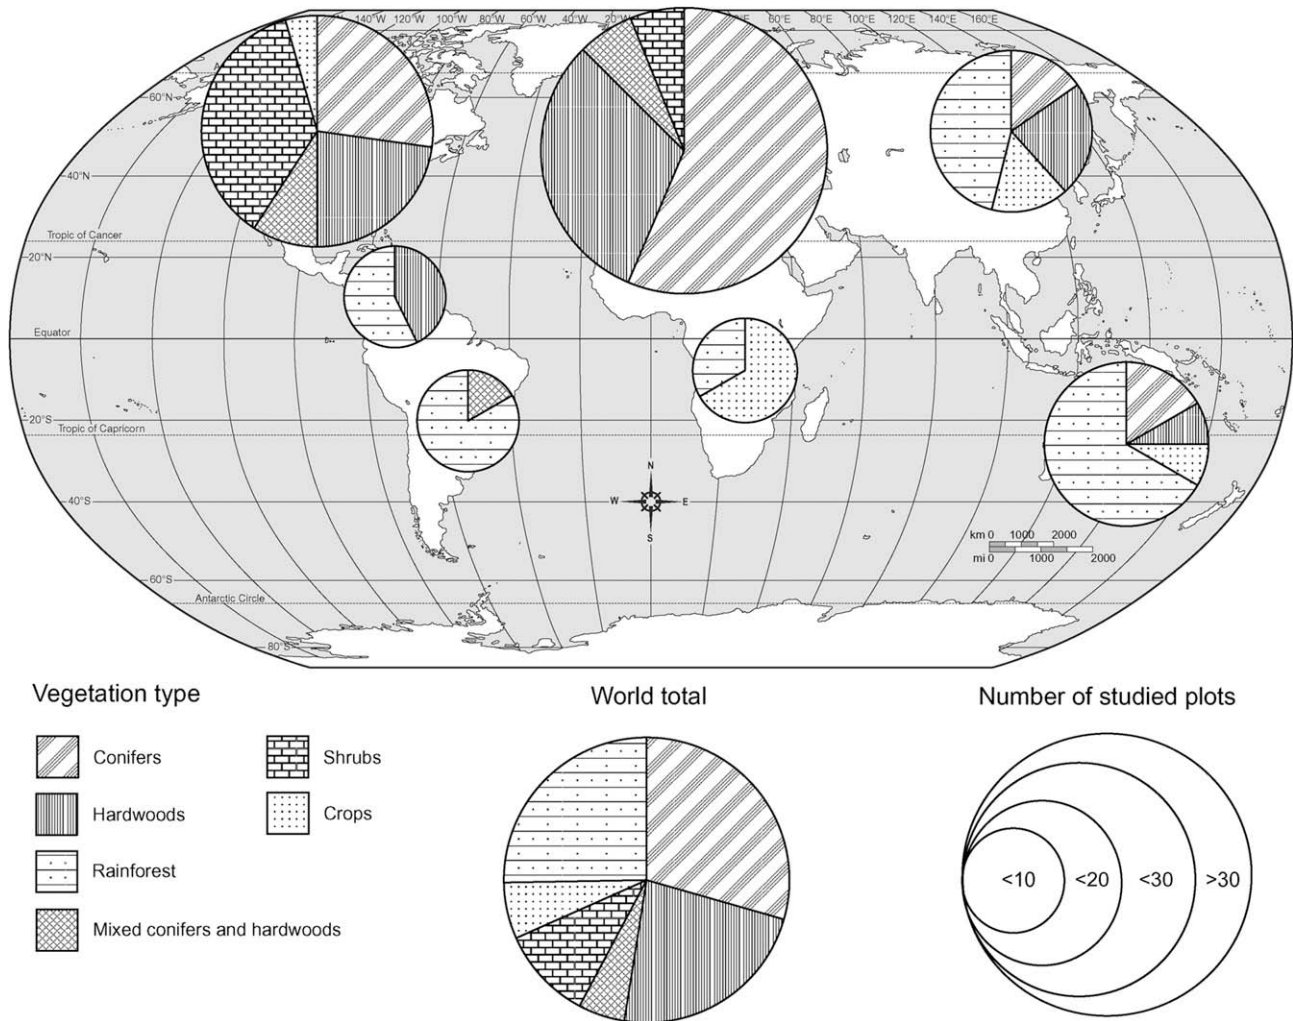 140°W 120°W 100°W 80°W 60°W 40°W 20°W 60°E 80°E 100°E 120°E 140°E 160°E
60°N
40°N
Tropic of Cancer
20°N
Equator
20°S
Tropic of Capricorn
N
W E
S
40°S
km 0 1000 2000
mi 0 1000 2000
60°S
Antarctic Circle
80°S
Vegetation type
Conifers
Shrubs
Hardwoods
Crops
Rainforest
Mixed conifers and hardwoods
World total
Number of studied plots
<10 <20 <30 >30